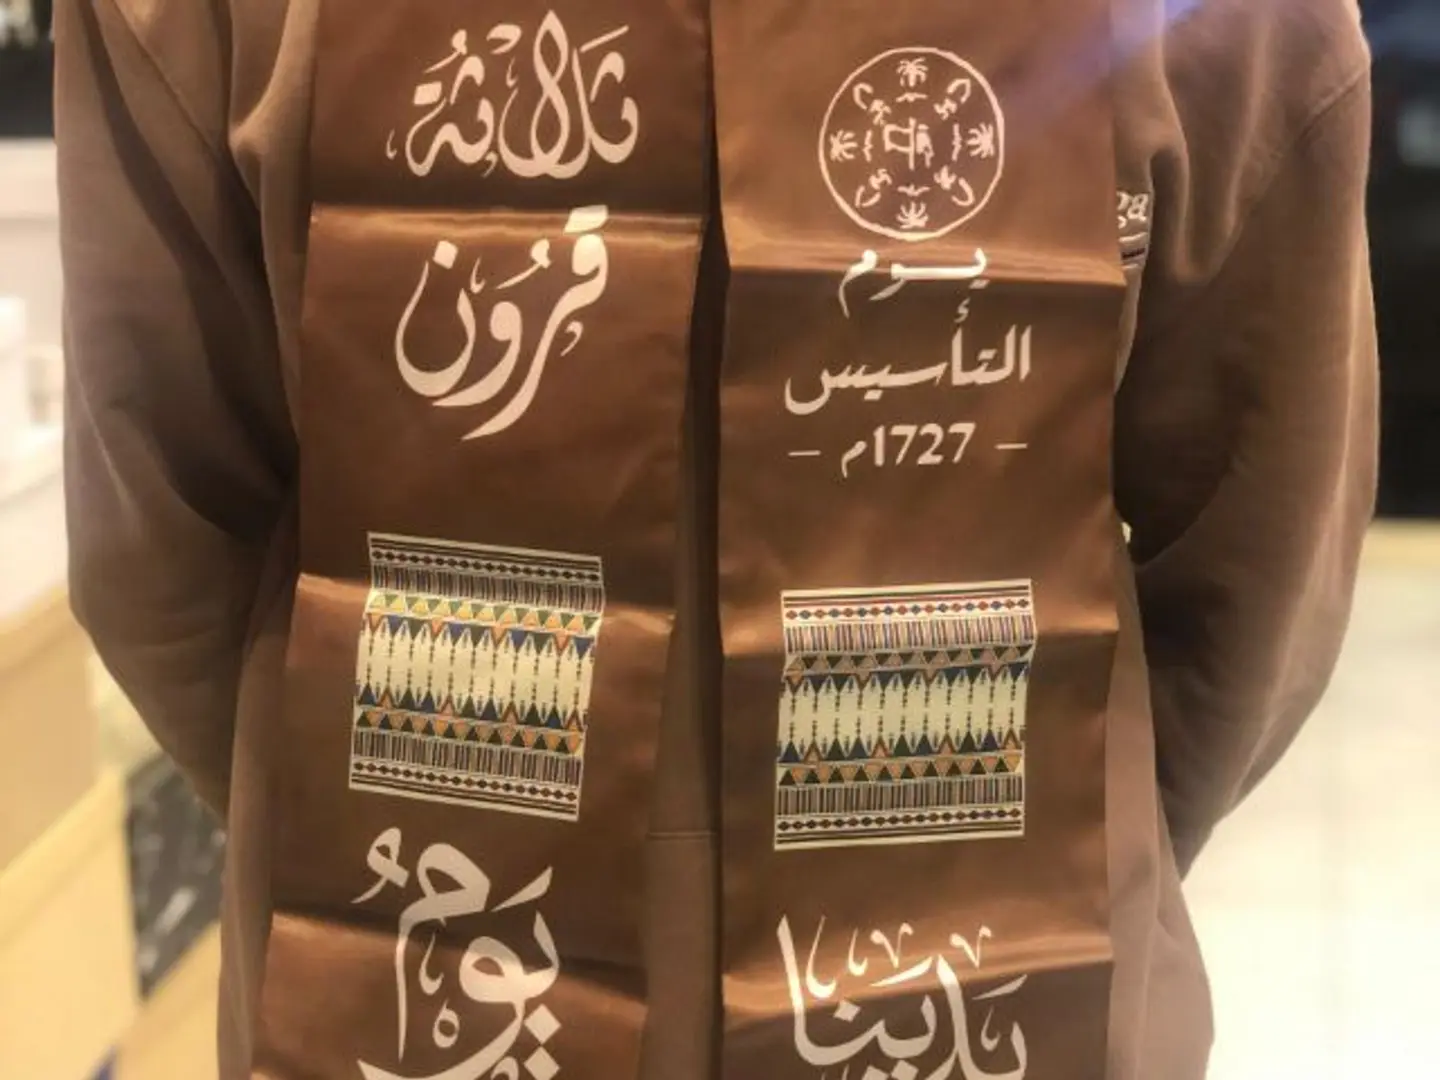 يوم
التأسيس
- 1727م -
يوم
بدينا
ثلاثة
قرون